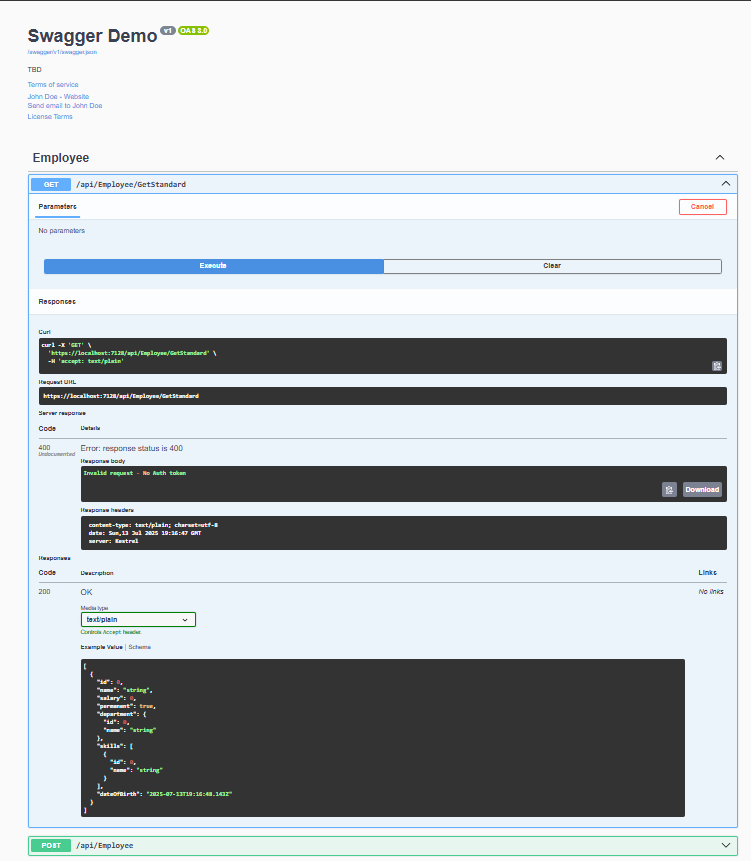 Swagger Demo v1 OAS 3.0
/swagger/v1/swagger.json
TBD
Terms of service
John Doe - Website
Send email to John Doe
License Terms
Employee
GET /api/Employee/GetStandard
Parameters Cancel
No parameters
Execute Clear
Responses
Curl
curl -X 'GET' \
'https://localhost:7128/api/Employee/GetStandard' \
-H 'accept: text/plain'
Request URL
https://localhost:7128/api/Employee/GetStandard
Server response
Code Details
400 Error: response status is 400
Undocumented
Response body
Invalid request - No Auth token
Download
Response headers
content-type: text/plain; charset=utf-8
date: Sun,13 Jul 2025 19:16:47 GMT
server: Kestrel
Responses
Code Description Links
200 OK No links
Media type
text/plain
Controls Accept header.
Example Value | Schema
[
{
"id": 0,
"name": "string",
"salary": 0,
"permanent": true,
"department": {
"id": 0,
"name": "string"
},
"skills": [
{
"id": 0,
"name": "string"
}
],
"dateOfBirth": "2025-07-13T19:16:48.143Z"
}
]
POST /api/Employee